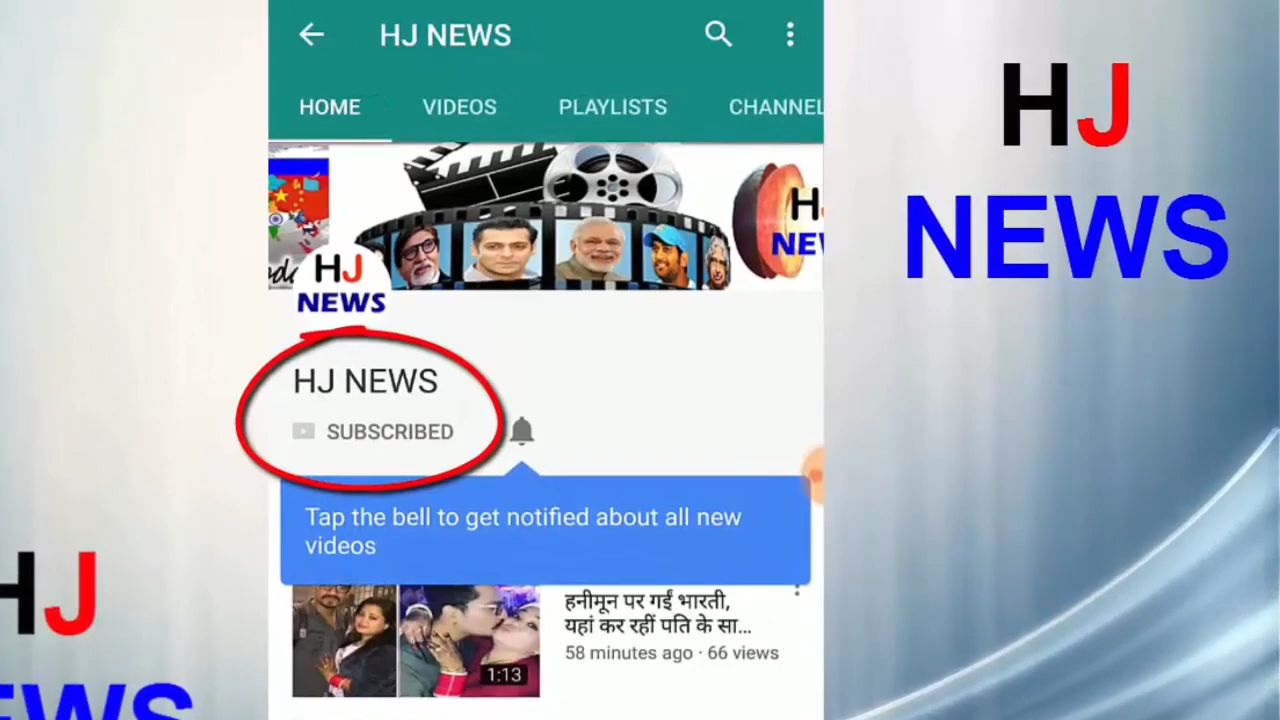 HJ NEWS
HOME VIDEOS PLAYLISTS CHANNEL
HJ
NEWS
HJ
NEWS
HJ NEWS
SUBSCRIBED
Tap the bell to get notified about all new
videos
हनीमून पर गईं भारती,
यहां कर रहीं पति के सा...
58 minutes ago · 66 views
1:13
HJ
NEWS